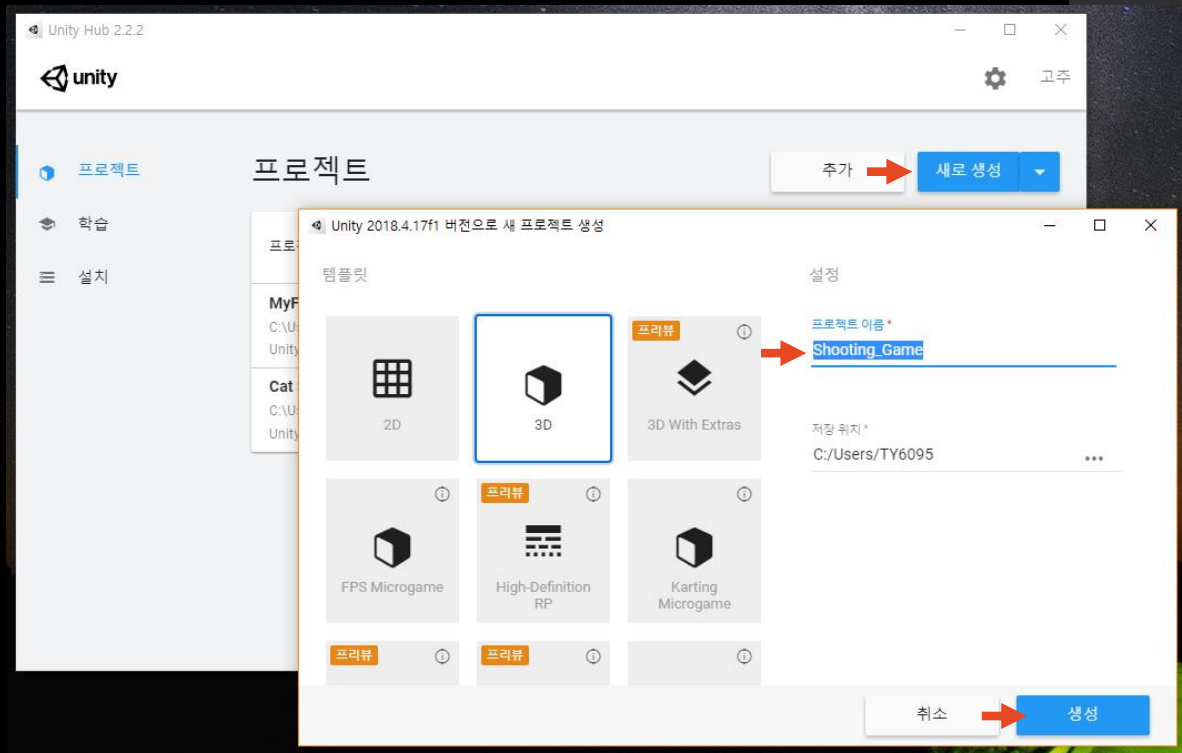 Unity Hub 2.2.2
unity
고주
프로젝트
학습
설치
프로젝트
추가
새로 생성
MyF
C:\U
Unity
Cat
C:\U
Unity
Unity 2018.4.17f1 버전으로 새 프로젝트 생성
템플릿
2D
3D
프리뷰
3D With Extras
FPS Microgame
프리뷰
High-Definition
RP
Karting
Microgame
프리뷰
프리뷰
설정
프로젝트 이름 *
Shooting_Game
저장 위치 *
C:/Users/TY6095
취소
생성